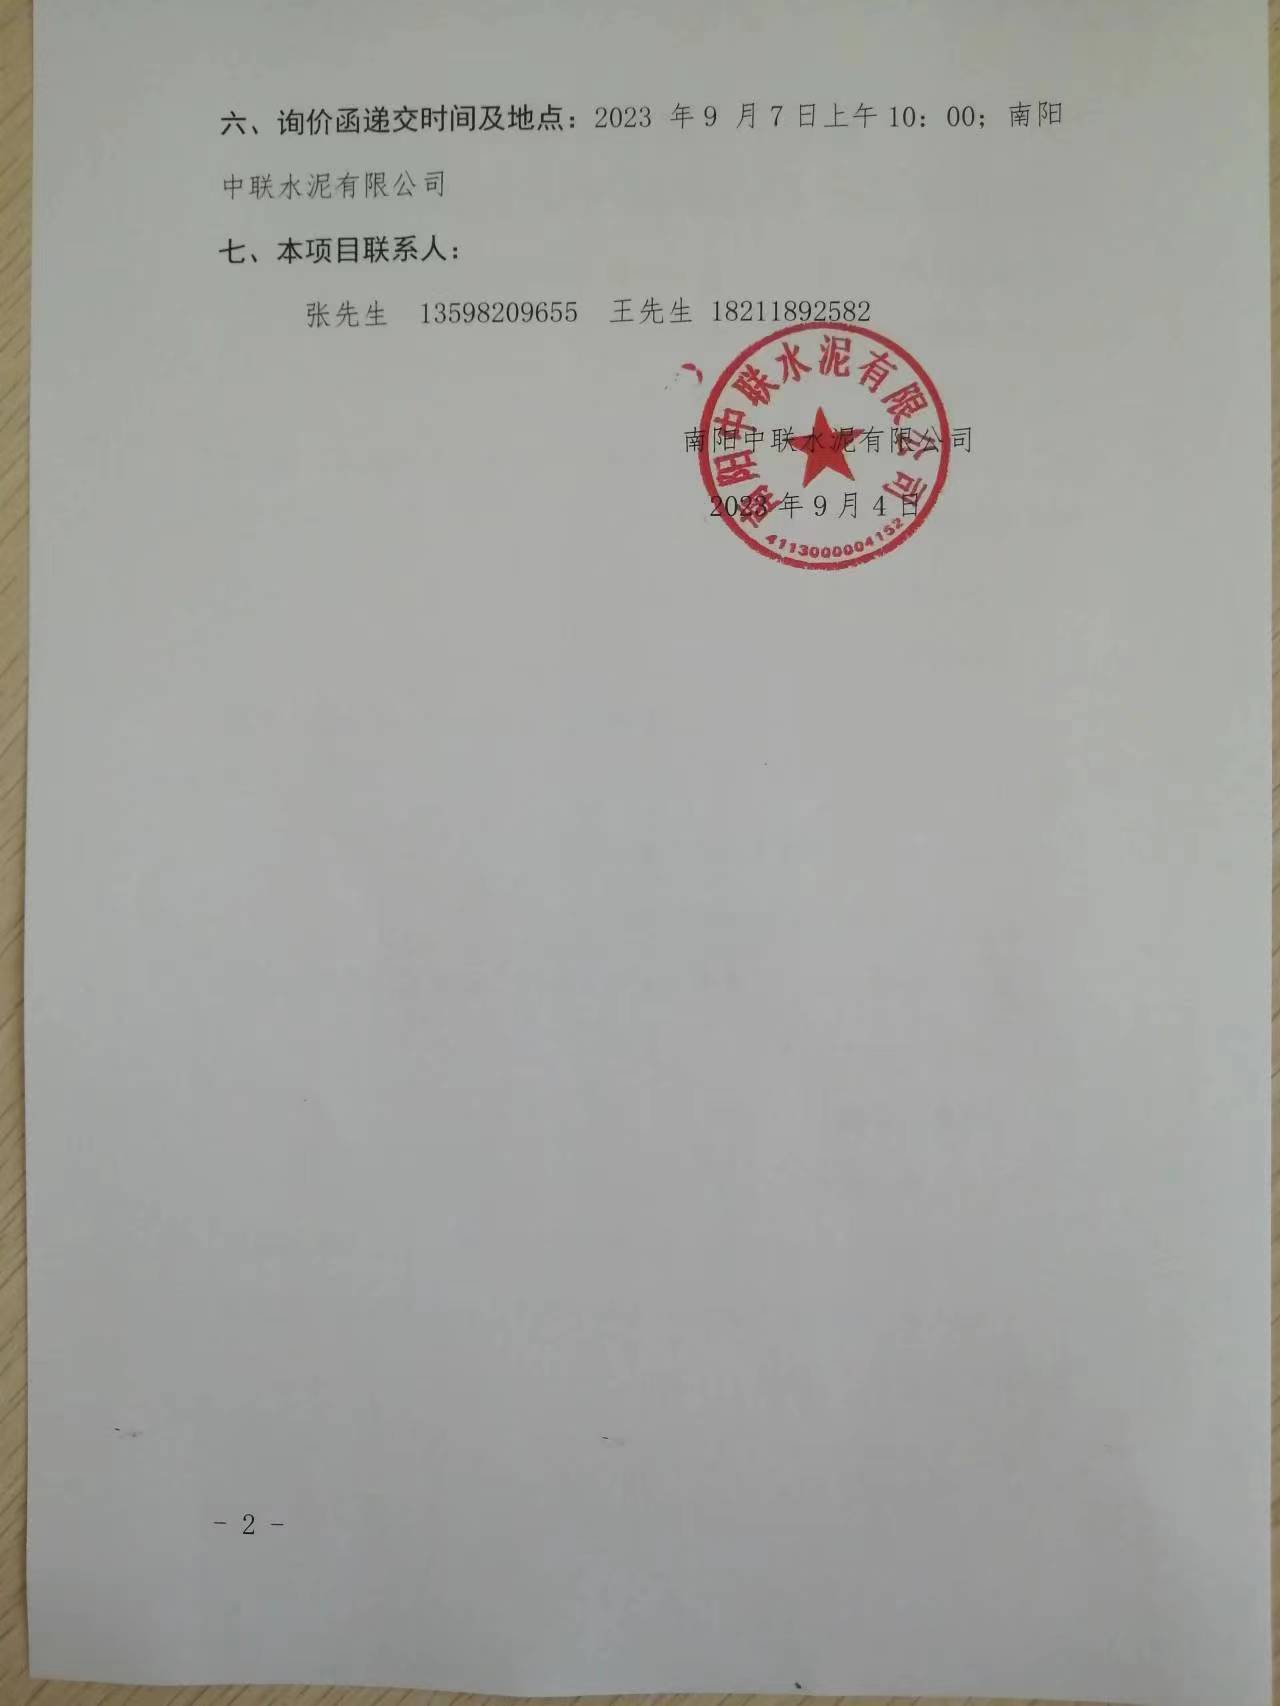 六、询价函递交时间及地点：2023 年 9 月 7 日上午 10：00；南阳
中联水泥有限公司
七、本项目联系人：
张先生 13598209655 王先生 18211892582
南阳中联水泥有限公司
南阳中联水泥有限公司
2023 年 9 月 4 日
4113000004152
- 2 -